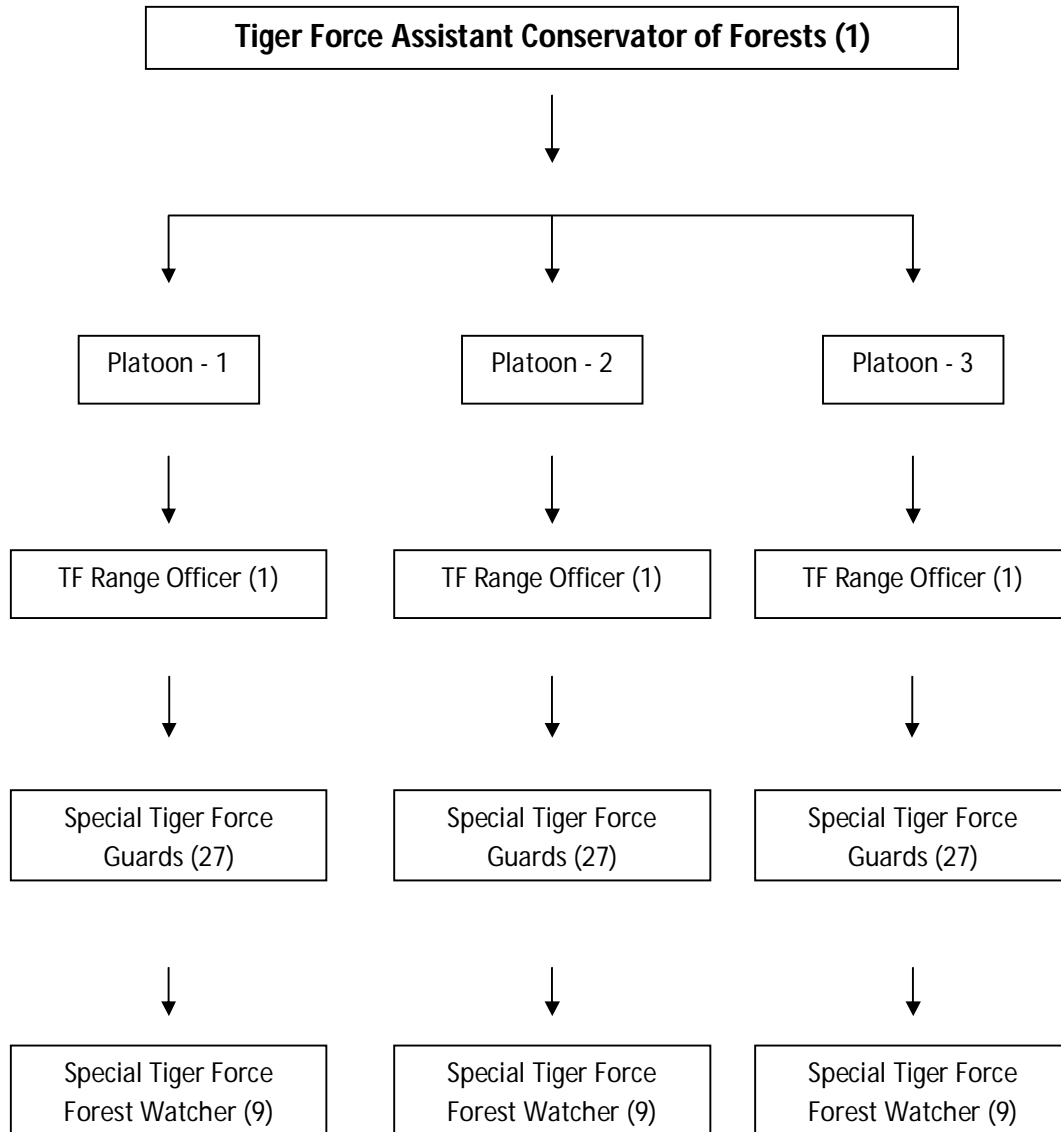 Tiger Force Assistant Conservator of Forests (1)
Platoon - 1
Platoon - 2
Platoon - 3
TF Range Officer (1)
TF Range Officer (1)
TF Range Officer (1)
Special Tiger Force
Guards (27)
Special Tiger Force
Guards (27)
Special Tiger Force
Guards (27)
Special Tiger Force
Forest Watcher (9)
Special Tiger Force
Forest Watcher (9)
Special Tiger Force
Forest Watcher (9)